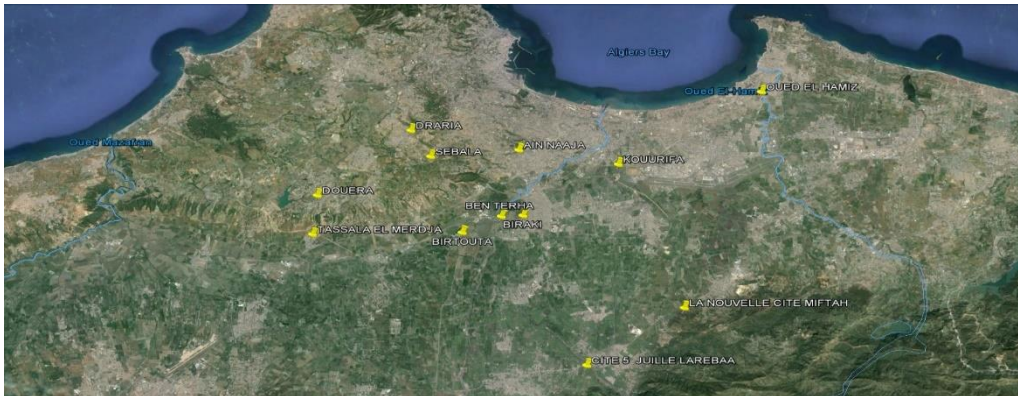 Algiers Bay
Oued El-Ham
OUED EL HAMIZ
DRARIA
Oued Mazafran
SEBALA
AIN NAAJA
KOUURIFA
DOUERA
BEN TERHA
BIRAKI
TASSALA EL MERDJA
BIRTOUTA
LA NOUVELLE CITE MIFTAH
CITE 5 JUILLE LAREBAA